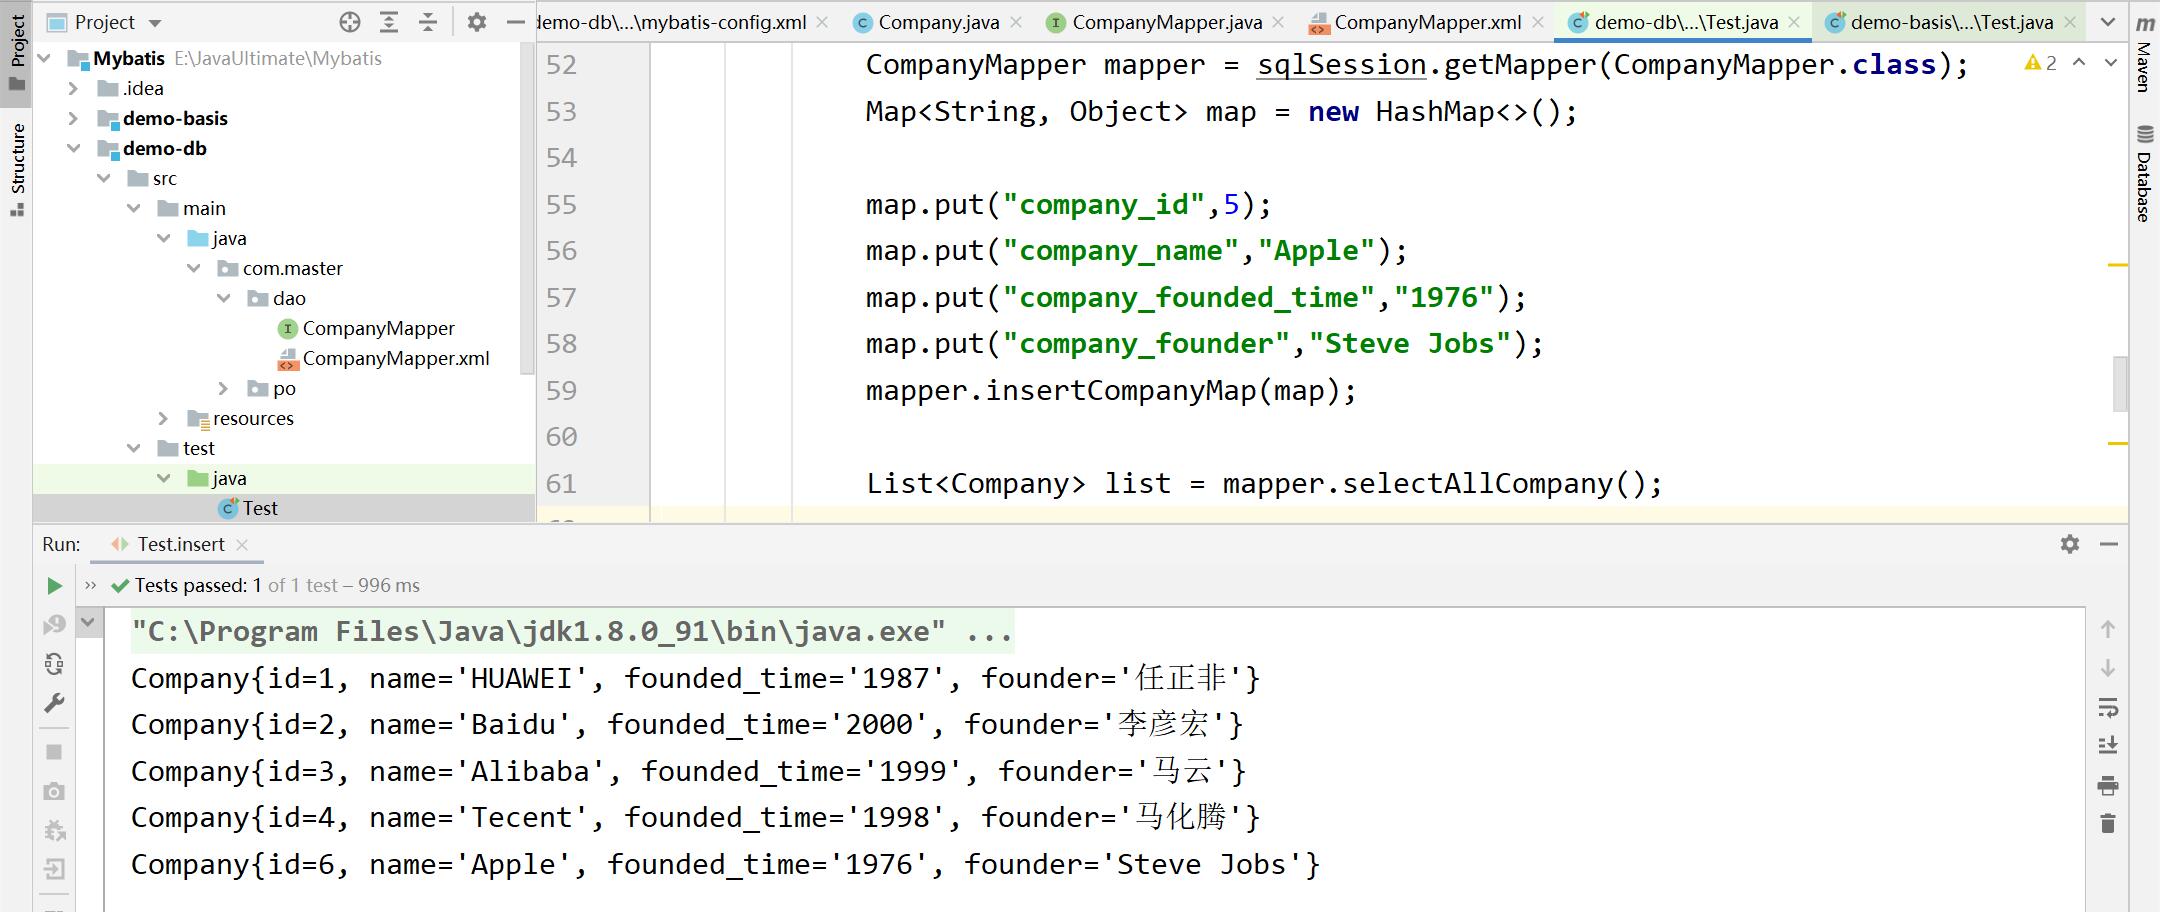 Project
demo-db\...\mybatis-config.xml
Company.java
CompanyMapper.java
CompanyMapper.xml
demo-db\...\Test.java
demo-basis\...\Test.java
Project
Structure
Mybatis E:\JavaUltimate\Mybatis
.idea
demo-basis
demo-db
src
main
java
com.master
dao
CompanyMapper
CompanyMapper.xml
po
resources
test
java
Test
52 CompanyMapper mapper = sqlSession.getMapper(CompanyMapper.class);
2
53 Map<String, Object> map = new HashMap<>();
54
55 map.put("company_id",5);
56 map.put("company_name","Apple");
57 map.put("company_founded_time","1976");
58 map.put("company_founder","Steve Jobs");
59 mapper.insertCompanyMap(map);
60
61 List<Company> list = mapper.selectAllCompany();
m
Maven
Database
Run: Test.insert
Tests passed: 1 of 1 test – 996 ms
"C:\Program Files\Java\jdk1.8.0_91\bin\java.exe" ...
Company{id=1, name='HUAWEI', founded_time='1987', founder='任正非'}
Company{id=2, name='Baidu', founded_time='2000', founder='李彦宏'}
Company{id=3, name='Alibaba', founded_time='1999', founder='马云'}
Company{id=4, name='Tecent', founded_time='1998', founder='马化腾'}
Company{id=6, name='Apple', founded_time='1976', founder='Steve Jobs'}